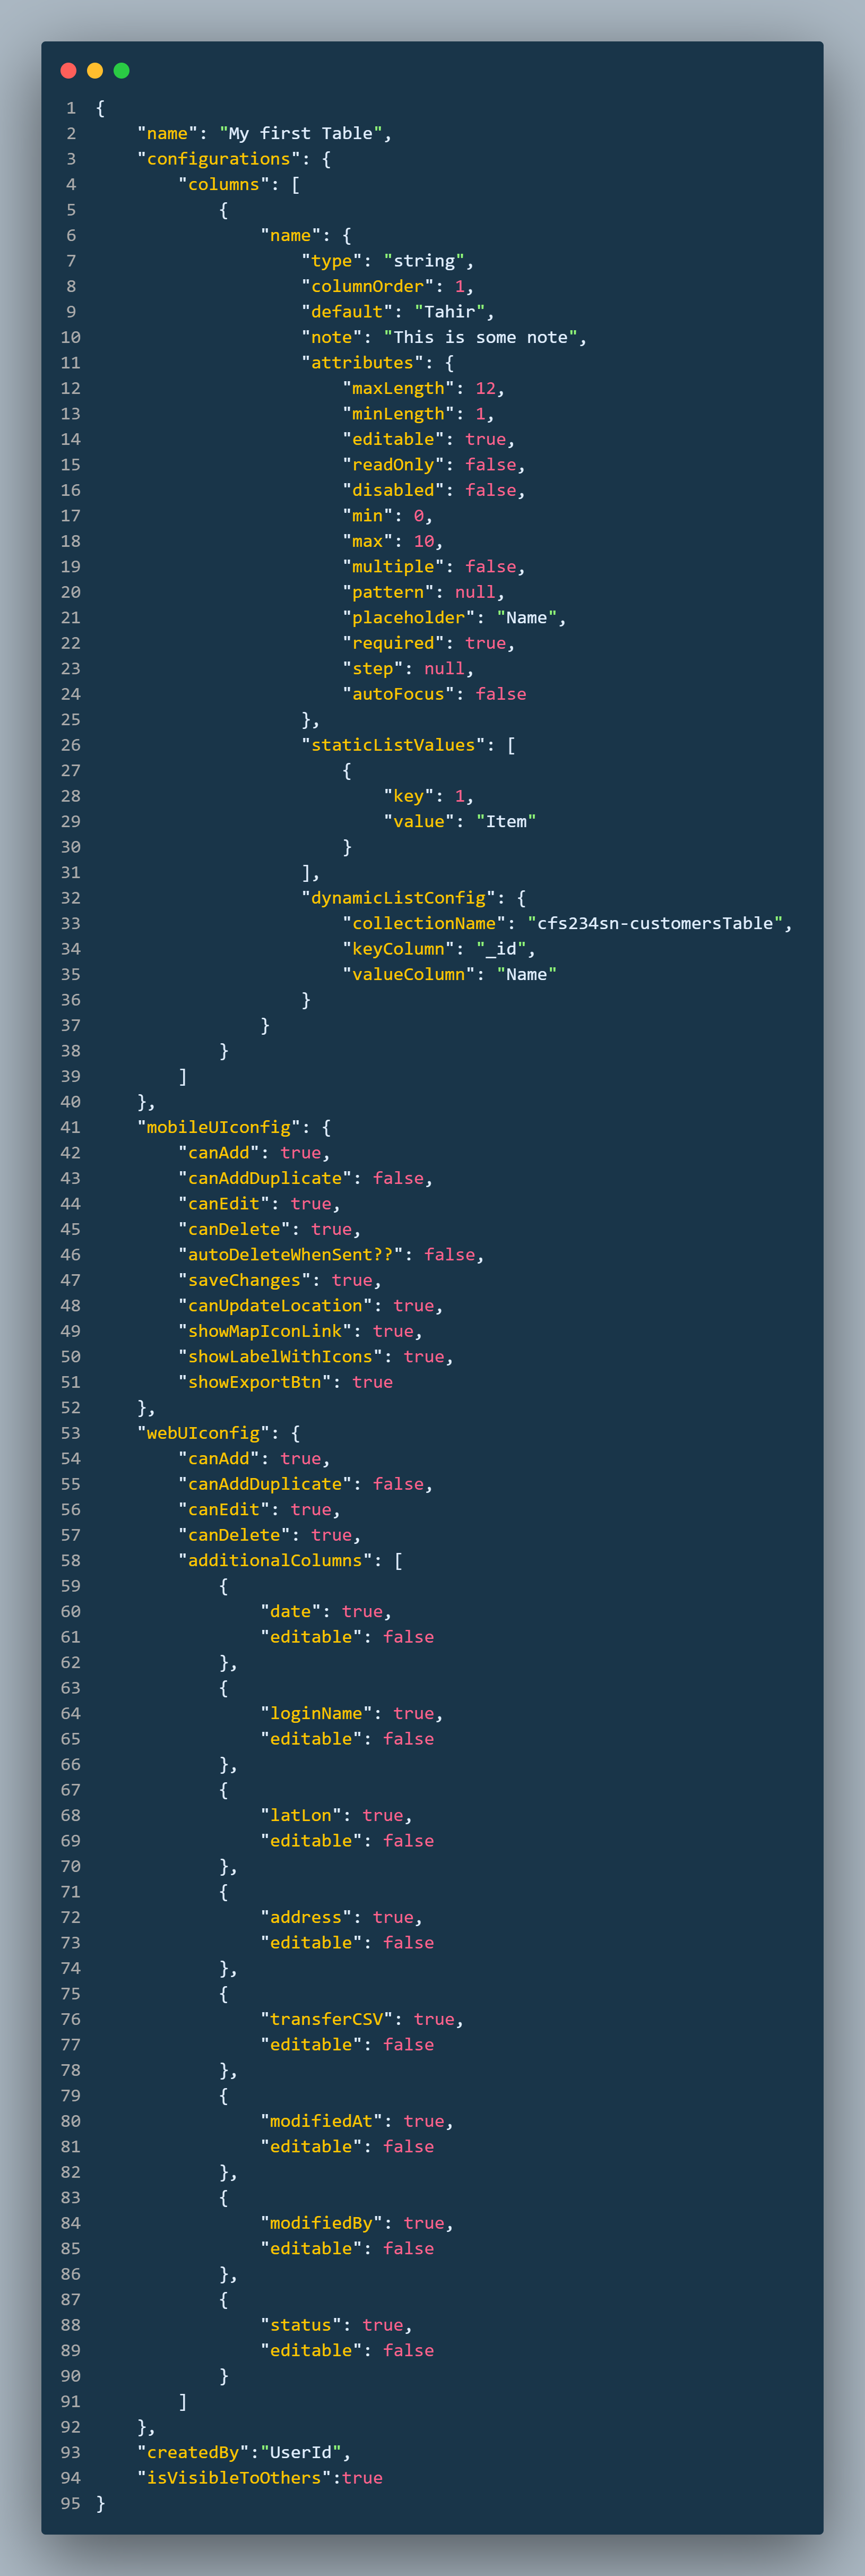 1 {
2     "name": "My first Table",
3     "configurations": {
4         "columns": [
5             {
6                 "name": {
7                     "type": "string",
8                     "columnOrder": 1,
9                     "default": "Tahir",
10                     "note": "This is some note",
11                     "attributes": {
12                         "maxLength": 12,
13                         "minLength": 1,
14                         "editable": true,
15                         "readOnly": false,
16                         "disabled": false,
17                         "min": 0,
18                         "max": 10,
19                         "multiple": false,
20                         "pattern": null,
21                         "placeholder": "Name",
22                         "required": true,
23                         "step": null,
24                         "autoFocus": false
25                     },
26                     "staticListValues": [
27                         {
28                             "key": 1,
29                             "value": "Item"
30                         }
31                     ],
32                     "dynamicListConfig": {
33                         "collectionName": "cfs234sn-customersTable",
34                         "keyColumn": "_id",
35                         "valueColumn": "Name"
36                     }
37                 }
38             }
39         ]
40     },
41     "mobileUIconfig": {
42         "canAdd": true,
43         "canAddDuplicate": false,
44         "canEdit": true,
45         "canDelete": true,
46         "autoDeleteWhenSent??": false,
47         "saveChanges": true,
48         "canUpdateLocation": true,
49         "showMapIconLink": true,
50         "showLabelWithIcons": true,
51         "showExportBtn": true
52     },
53     "webUIconfig": {
54         "canAdd": true,
55         "canAddDuplicate": false,
56         "canEdit": true,
57         "canDelete": true,
58         "additionalColumns": [
59             {
60                 "date": true,
61                 "editable": false
62             },
63             {
64                 "loginName": true,
65                 "editable": false
66             },
67             {
68                 "latLon": true,
69                 "editable": false
70             },
71             {
72                 "address": true,
73                 "editable": false
74             },
75             {
76                 "transferCSV": true,
77                 "editable": false
78             },
79             {
80                 "modifiedAt": true,
81                 "editable": false
82             },
83             {
84                 "modifiedBy": true,
85                 "editable": false
86             },
87             {
88                 "status": true,
89                 "editable": false
90             }
91         ]
92     },
93     "createdBy":"UserId",
94     "isVisibleToOthers":true
95 }